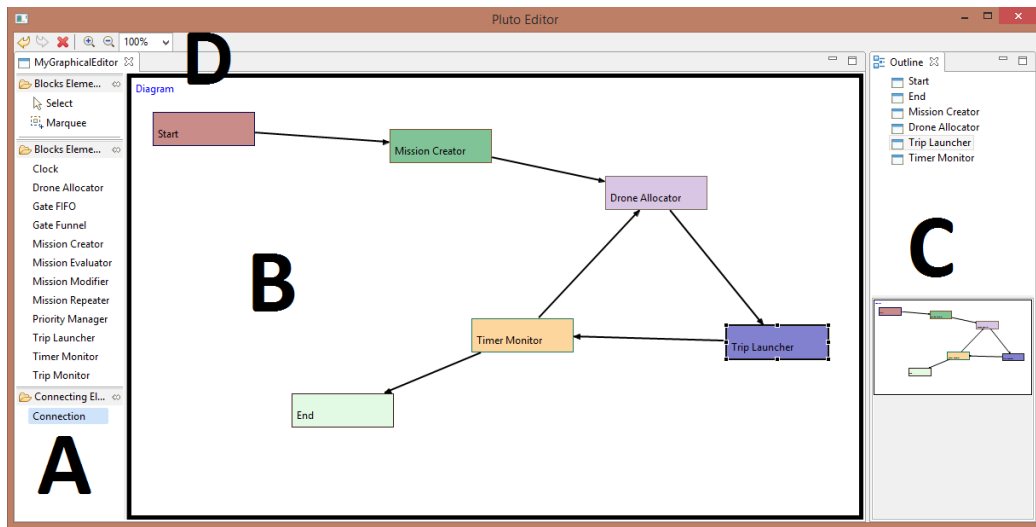 Pluto Editor
100%
D
MyGraphicalEditor
Blocks Eleme...
Select
Marquee
Blocks Eleme...
Clock
Drone Allocator
Gate FIFO
Gate Funnel
Mission Creator
Mission Evaluator
Mission Modifier
Mission Repeater
Priority Manager
Trip Launcher
Timer Monitor
Trip Monitor
Connecting El...
Connection
A
Diagram
Start
Mission Creator
Drone Allocator
B
Timer Monitor
Trip Launcher
End
Outline
Start
End
Mission Creator
Drone Allocator
Trip Launcher
Timer Monitor
C